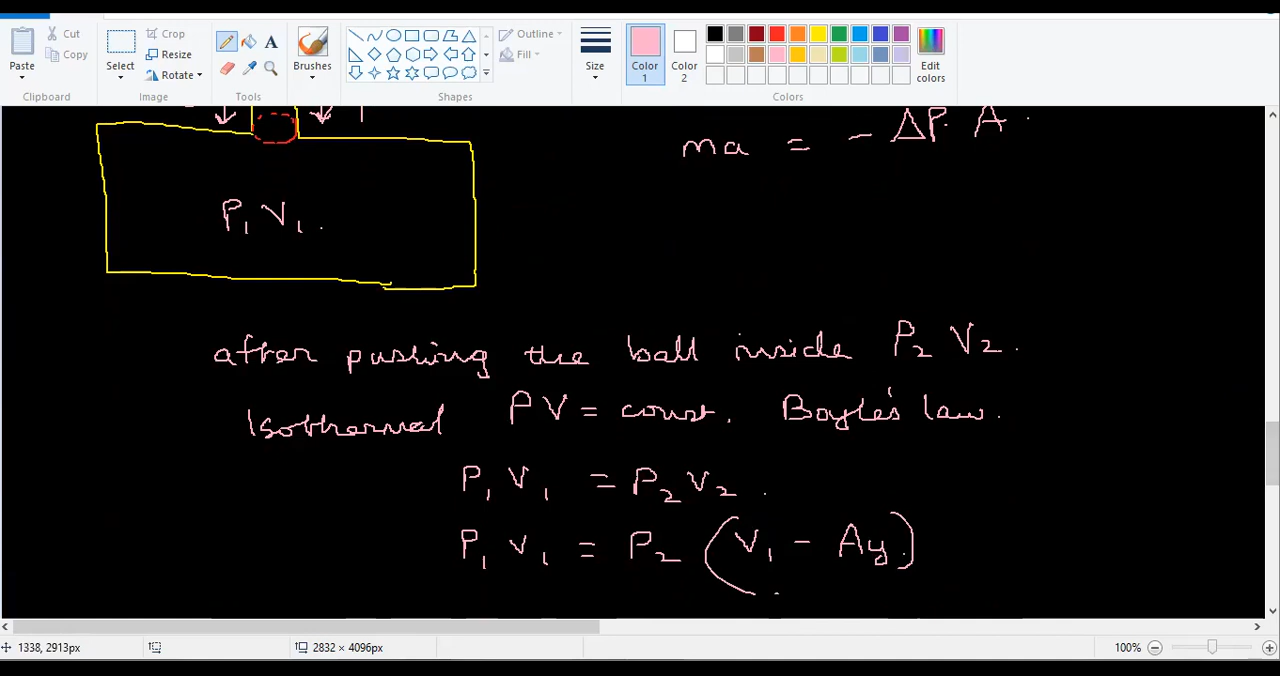 Cut
Copy
Paste
Clipboard
Select
Crop
Resize
Rotate
Image
A
Tools
Brushes
Outline
Fill
Shapes
Size
Color 1
Color 2
Edit colors
Colors
ma = - ΔP. A .
P₁ V₁ .
after pushing the ball inside P₂ V₂ .
Isothermal PV = const. Boyle's law .
P₁ V₁ = P₂ V₂ .
P₁ V₁ = P₂ (V₁ - Ay.)
1338, 2913px
2832 × 4096px
100%